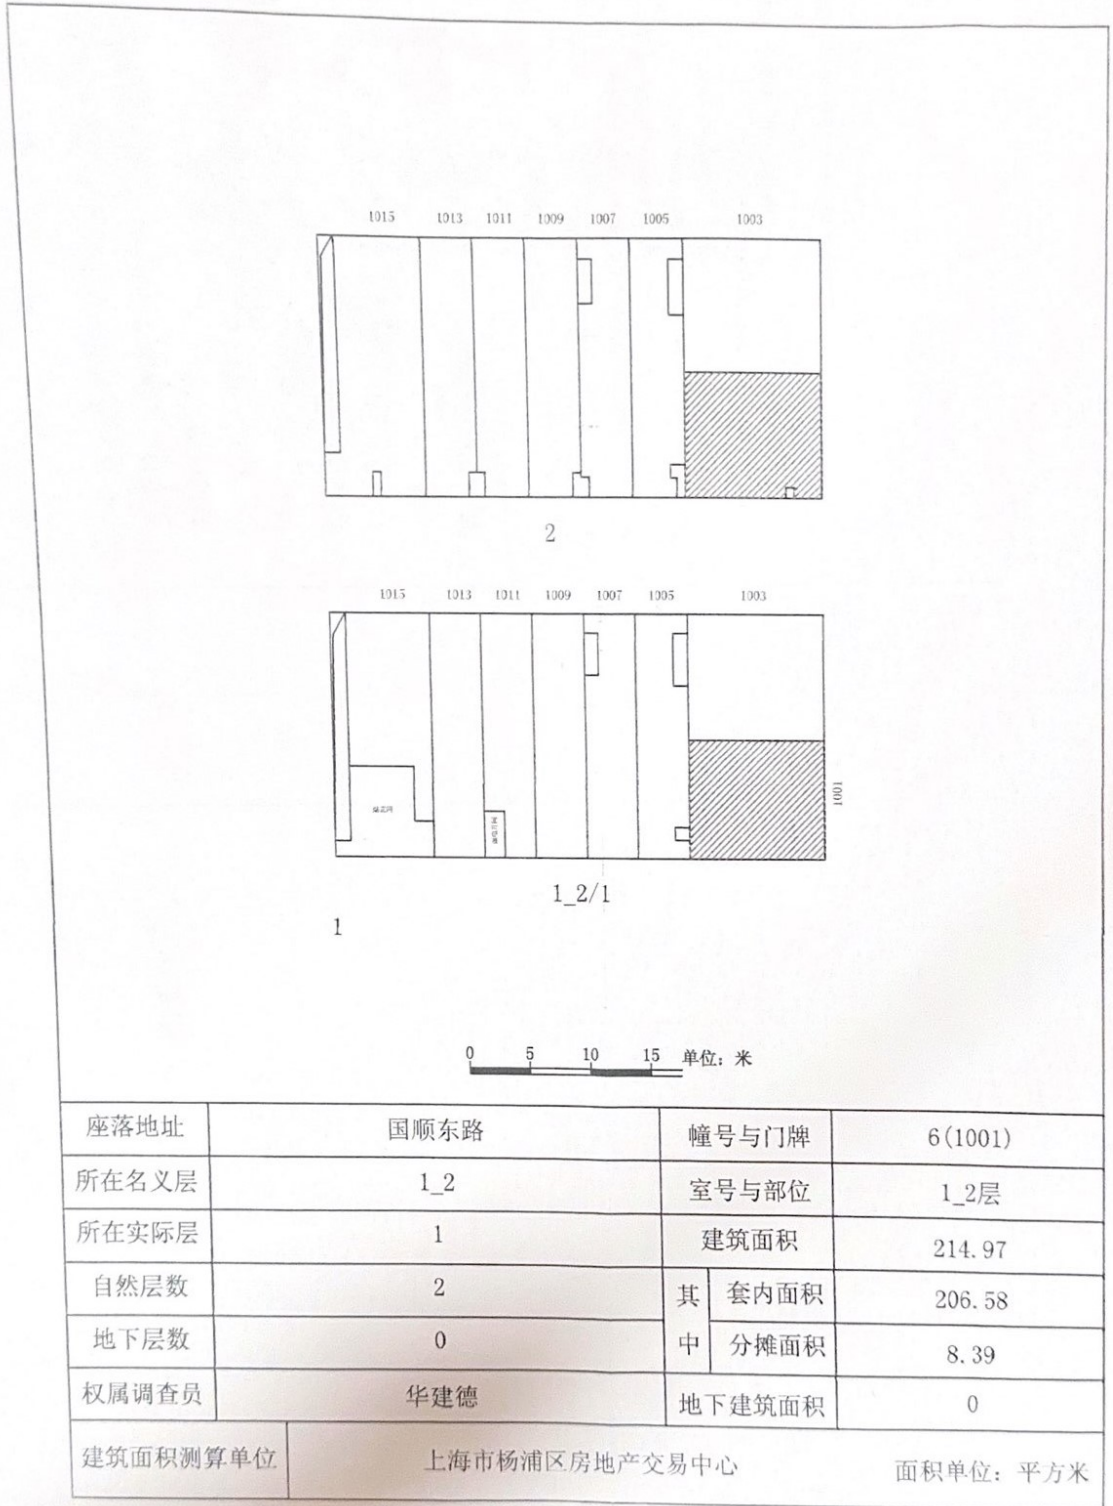 1015 1013 1011 1009 1007 1005 1003
2
1015 1013 1011 1009 1007 1005 1003
1001
1_2/1
1
0 5 10 15 单位：米
座落地址 国顺东路 幢号与门牌 6(1001)
所在名义层 1_2 室号与部位 1_2层
所在实际层 1 建筑面积 214.97
自然层数 2 其 套内面积 206.58
地下层数 0 中 分摊面积 8.39
权属调查员 华建德 地下建筑面积 0
建筑面积测算单位 上海市杨浦区房地产交易中心 面积单位：平方米